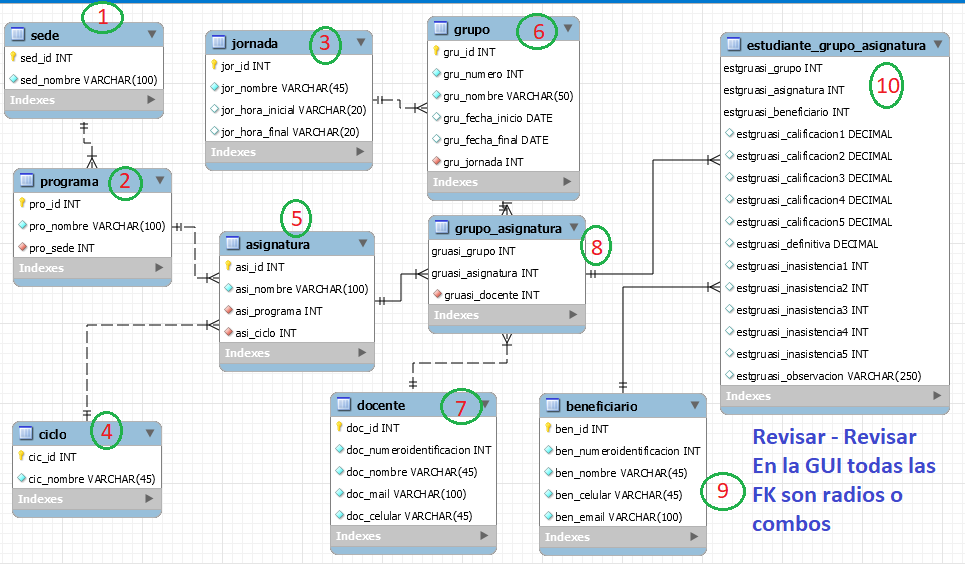 1
sede
sed_id INT
sed_nombre VARCHAR(100)
Indexes
2
programa
pro_id INT
pro_nombre VARCHAR(100)
pro_sede INT
Indexes
3
jornada
jor_id INT
jor_nombre VARCHAR(45)
jor_hora_inicial VARCHAR(20)
jor_hora_final VARCHAR(20)
Indexes
4
ciclo
cic_id INT
cic_nombre VARCHAR(45)
Indexes
5
asignatura
asi_id INT
asi_nombre VARCHAR(100)
asi_programa INT
asi_ciclo INT
Indexes
6
grupo
gru_id INT
gru_numero INT
gru_nombre VARCHAR(50)
gru_fecha_inicio DATE
gru_fecha_final DATE
gru_jornada INT
Indexes
7
docente
doc_id INT
doc_numeroidentificacion INT
doc_nombre VARCHAR(45)
doc_mail VARCHAR(100)
doc_celular VARCHAR(45)
Indexes
8
grupo_asignatura
gruasi_grupo INT
gruasi_asignatura INT
gruasi_docente INT
Indexes
9
beneficiario
ben_id INT
ben_numeroidentificacion INT
ben_nombre VARCHAR(45)
ben_celular VARCHAR(45)
ben_email VARCHAR(100)
Indexes
10
estudiante_grupo_asignatura
estgruasi_grupo INT
estgruasi_asignatura INT
estgruasi_beneficiario INT
estgruasi_calificacion1 DECIMAL
estgruasi_calificacion2 DECIMAL
estgruasi_calificacion3 DECIMAL
estgruasi_calificacion4 DECIMAL
estgruasi_calificacion5 DECIMAL
estgruasi_definitiva DECIMAL
estgruasi_inasistencia1 INT
estgruasi_inasistencia2 INT
estgruasi_inasistencia3 INT
estgruasi_inasistencia4 INT
estgruasi_inasistencia5 INT
estgruasi_observacion VARCHAR(250)
Indexes
Revisar - Revisar
En la GUI todas las
FK son radios o
combos